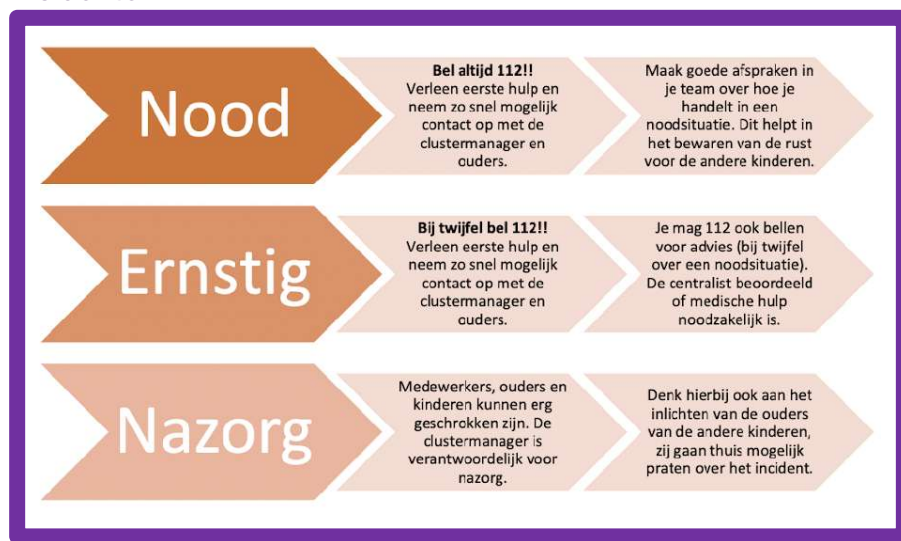 Nood
Bel altijd 112!!
Verleen eerste hulp en
neem zo snel mogelijk
contact op met de
clustermanager en
ouders.
Maak goede afspraken in
je team over hoe je
handelt in een
noodsituatie. Dit helpt in
het bewaren van de rust
voor de andere kinderen.
Ernstig
Bij twijfel bel 112!!
Verleen eerste hulp en
neem zo snel mogelijk
contact op met de
clustermanager en
ouders.
Je mag 112 ook bellen
voor advies (bij twijfel
over een noodsituatie).
De centralist beoordeeld
of medische hulp
noodzakelijk is.
Nazorg
Medewerkers, ouders en
kinderen kunnen erg
geschrokken zijn. De
clustermanager is
verantwoordelijk voor
nazorg.
Denk hierbij ook aan het
inlichten van de ouders
van de andere kinderen,
zij gaan thuis mogelijk
praten over het incident.